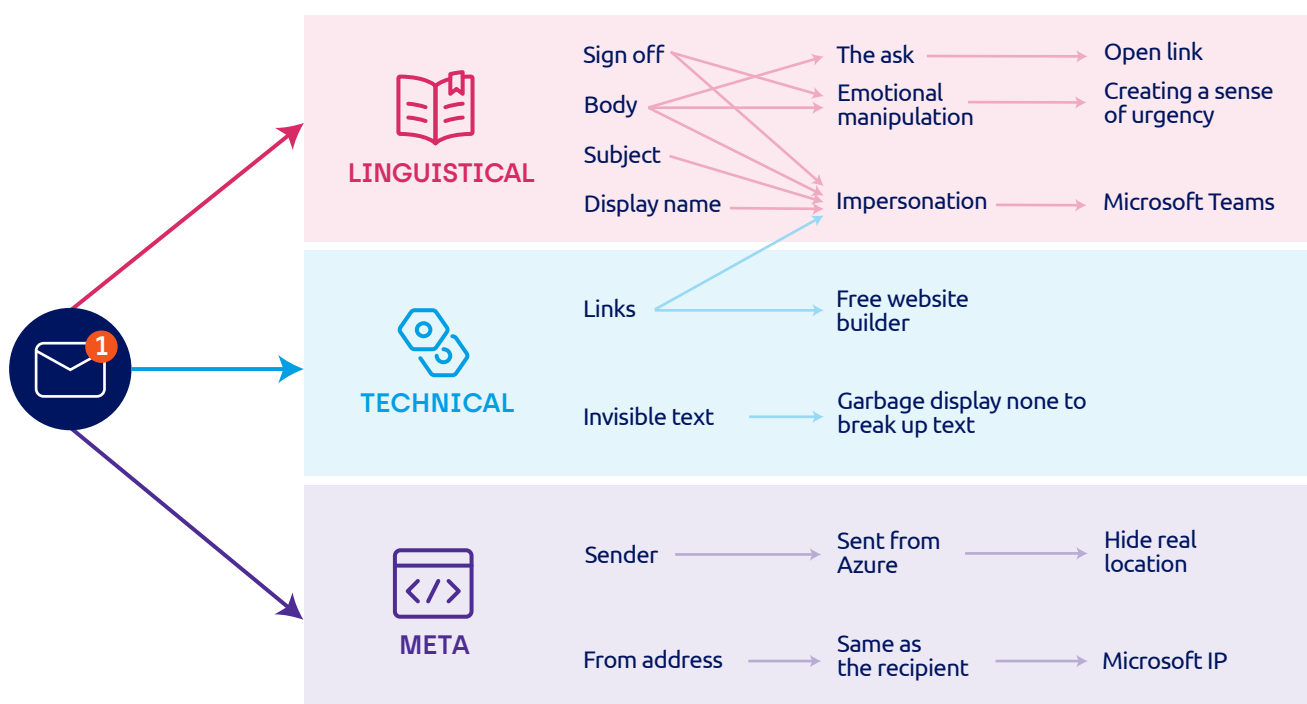 Sign off
The ask
Open link
Body
Emotional
manipulation
Creating a sense
of urgency
LINGUISTICAL
Subject
Display name
Impersonation
Microsoft Teams
1
Links
Free website
builder
TECHNICAL
Invisible text
Garbage display none to
break up text
Sender
Sent from
Azure
Hide real
location
</>
META
From address
Same as
the recipient
Microsoft IP